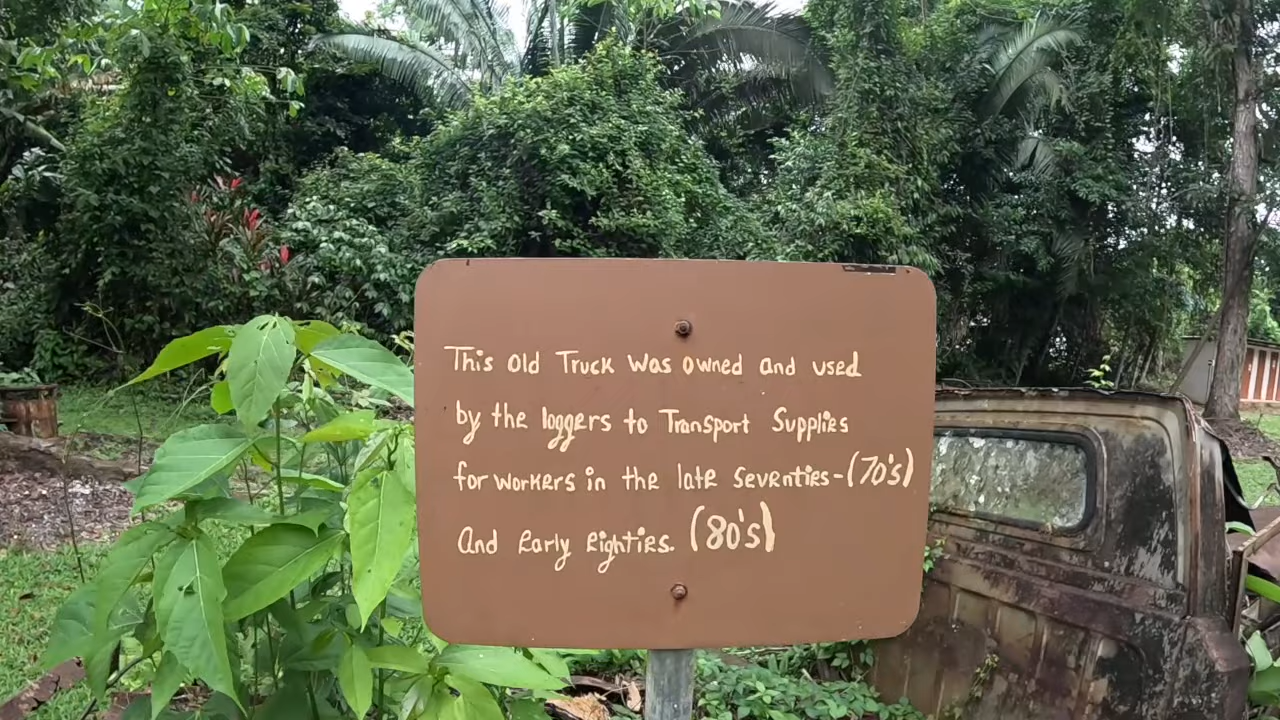 This Old Truck was owned and used
by the loggers to Transport Supplies
for workers in the late seventies-(70's)
And Early Eighties. (80's)